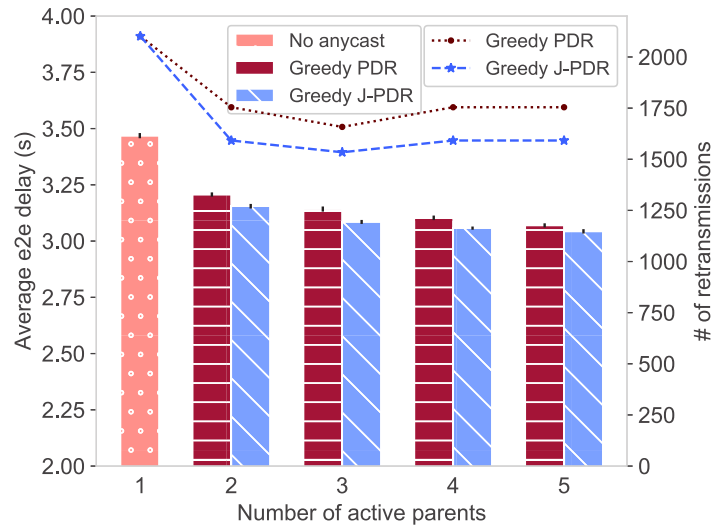 No anycast
Greedy PDR
Greedy J-PDR
Greedy PDR
Greedy J-PDR
Average e2e delay (s)
4.00
3.75
3.50
3.25
3.00
2.75
2.50
2.25
2.00
# of retransmissions
2000
1750
1500
1250
1000
750
500
250
0
1 2 3 4 5
Number of active parents